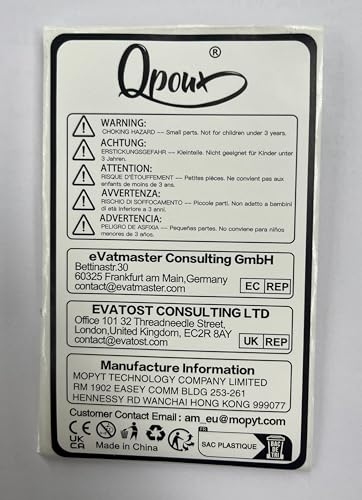 Qpoux®
WARNING:
CHOKING HAZARD — Small parts. Not for children under 3 years.
ACHTUNG:
ERSTICKUNGSGEFAHR — Kleinteile. Nicht geeignet für Kinder unter
3 Jahren.
ATTENTION:
RISQUE D'ÉTOUFFEMENT — Petites pièces. Ne convient pas aux
enfants de moins de 3 ans.
AVVERTENZA:
RISCHIO DI SOFFOCAMENTO — Piccole parti. Non adatto a bambini
di età inferiore a 3 anni.
ADVERTENCIA:
PELIGRO DE ASFIXIA — Pequeñas partes. No conviene para niños
menores de 3 años.
eVatmaster Consulting GmbH
Bettinastr.30
60325 Frankfurt am Main,Germany
contact@evatmaster.com
EC REP
EVATOST CONSULTING LTD
Office 101 32 Threadneedle Street,
London,United Kingdom, EC2R 8AY
contact@evatost.com
UK REP
Manufacture Information
MOPYT TECHNOLOGY COMPANY LIMITED
RM 1902 EASEY COMM BLDG 253-261
HENNESSY RD WANCHAI HONG KONG 999077
Customer Contact Email : am_eu@mopyt.com
UK
CA
CE
Made in China
FR
SAC PLASTIQUE
BAC DE TRI